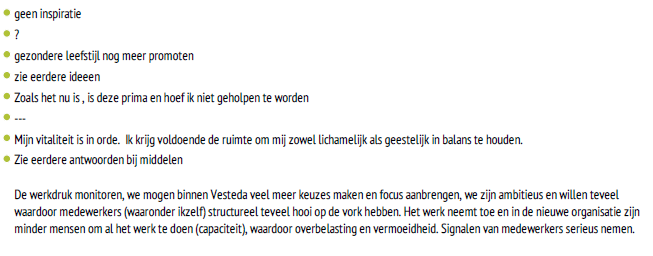 geen inspiratie
?
gezondere leefstijl nog meer promoten
zie eerdere ideeen
Zoals het nu is , is deze prima en hoef ik niet geholpen te worden
---
Mijn vitaliteit is in orde.  Ik krijg voldoende de ruimte om mij zowel lichamelijk als geestelijk in balans te houden.
Zie eerdere antwoorden bij middelen
De werkdruk monitoren, we mogen binnen Vesteda veel meer keuzes maken en focus aanbrengen, we zijn ambitieus en willen teveel
waardoor medewerkers (waaronder ikzelf) structureel teveel hooi op de vork hebben. Het werk neemt toe en in de nieuwe organisatie zijn
minder mensen om al het werk te doen (capaciteit), waardoor overbelasting en vermoeidheid. Signalen van medewerkers serieus nemen.